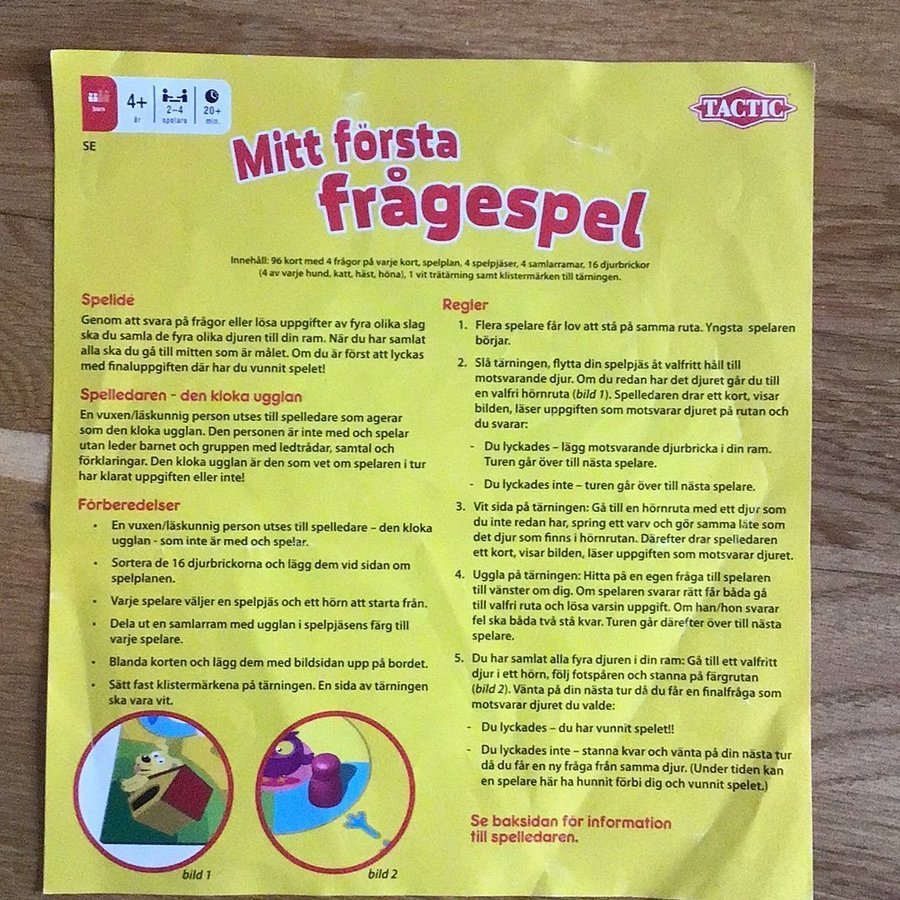 barn
4+
år
2-4
spelare
20+
min.
TACTIC
SE
Mitt första
frågespel
Innehåll: 96 kort med 4 frågor på varje kort, spelplan, 4 spelpjäser, 4 samlarramar, 16 djurbrickor
(4 av varje hund, katt, häst, höna), 1 vit trätärning samt klistermärken till tärningen.
Spelidé
Genom att svara på frågor eller lösa uppgifter av fyra olika slag
ska du samla de fyra olika djuren till din ram. När du har samlat
alla ska du gå till mitten som är målet. Om du är först att lyckas
med finaluppgiften där har du vunnit spelet!
Spelledaren - den kloka ugglan
En vuxen/läskunnig person utses till spelledare som agerar
som den kloka ugglan. Den personen är inte med och spelar
utan leder barnet och gruppen med ledtrådar, samtal och
förklaringar. Den kloka ugglan är den som vet om spelaren i tur
har klarat uppgiften eller inte!
Förberedelser
• En vuxen/läskunnig person utses till spelledare – den kloka
ugglan - som inte är med och spelar.
• Sortera de 16 djurbrickorna och lägg dem vid sidan om
spelplanen.
• Varje spelare väljer en spelpjäs och ett hörn att starta från.
• Dela ut en samlarram med ugglan i spelpjäsens färg till
varje spelare.
• Blanda korten och lägg dem med bildsidan upp på bordet.
• Sätt fast klistermärkena på tärningen. En sida av tärningen
ska vara vit.
bild 1
bild 2
Regler
1. Flera spelare får lov att stå på samma ruta. Yngsta spelaren
börjar.
2. Slå tärningen, flytta din spelpjäs åt valfritt håll till
motsvarande djur. Om du redan har det djuret går du till
en valfri hörnruta (bild 1). Spelledaren drar ett kort, visar
bilden, läser uppgiften som motsvarar djuret på rutan och
du svarar:
- Du lyckades – lägg motsvarande djurbricka i din ram.
Turen går över till nästa spelare.
- Du lyckades inte – turen går över till nästa spelare.
3. Vit sida på tärningen: Gå till en hörnruta med ett djur som
du inte redan har, spring ett varv och gör samma läte som
det djur som finns i hörnrutan. Därefter drar spelledaren
ett kort, visar bilden, läser uppgiften som motsvarar djuret.
4. Uggla på tärningen: Hitta på en egen fråga till spelaren
till vänster om dig. Om spelaren svarar rätt får båda gå
till valfri ruta och lösa varsin uppgift. Om han/hon svarar
fel ska båda två stå kvar. Turen går därefter över till nästa
spelare.
5. Du har samlat alla fyra djuren i din ram: Gå till ett valfritt
djur i ett hörn, följ fotspåren och stanna på färgrutan
(bild 2). Vänta på din nästa tur då du får en finalfråga som
motsvarar djuret du valde:
- Du lyckades – du har vunnit spelet!!
- Du lyckades inte – stanna kvar och vänta på din nästa tur
då du får en ny fråga från samma djur. (Under tiden kan
en spelare här ha hunnit förbi dig och vunnit spelet.)
Se baksidan för information
till spelledaren.